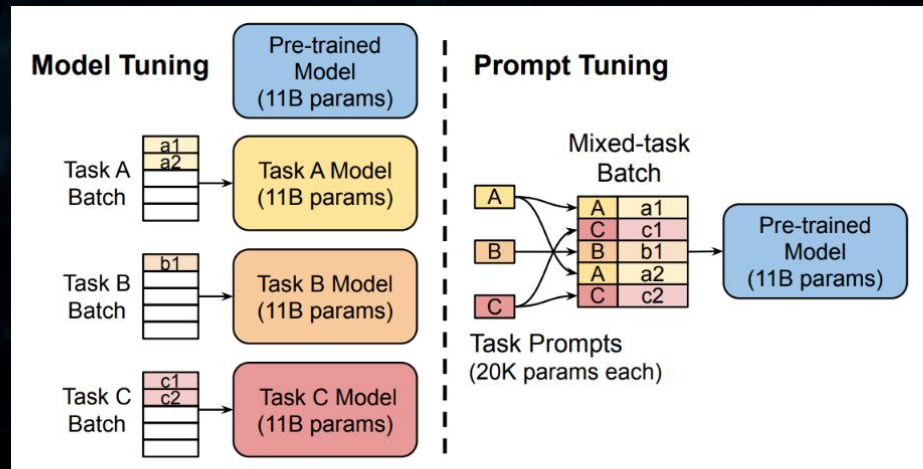 Model Tuning
Pre-trained
Model
(11B params)
a1
a2
Task A
Batch
Task A Model
(11B params)
b1
Task B
Batch
Task B Model
(11B params)
c1
c2
Task C
Batch
Task C Model
(11B params)
Prompt Tuning
Mixed-task
Batch
A
B
C
A a1
C c1
B b1
A a2
C c2
Pre-trained
Model
(11B params)
Task Prompts
(20K params each)